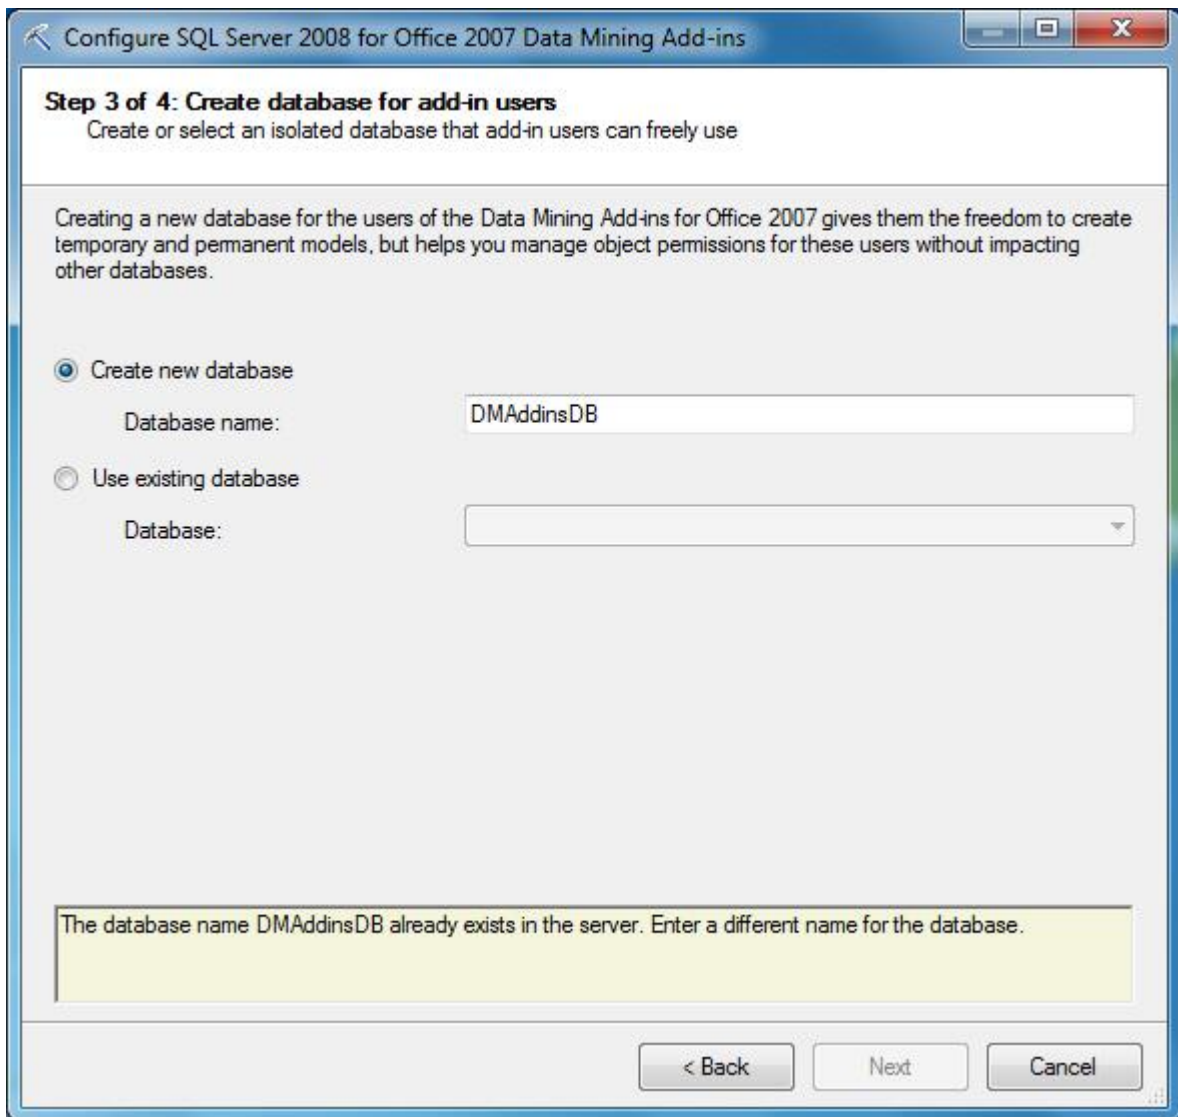 Configure SQL Server 2008 for Office 2007 Data Mining Add-ins
Step 3 of 4: Create database for add-in users
Create or select an isolated database that add-in users can freely use
Creating a new database for the users of the Data Mining Add-ins for Office 2007 gives them the freedom to create
temporary and permanent models, but helps you manage object permissions for these users without impacting
other databases.
Create new database
Database name: DMAddinsDB
Use existing database
Database:
The database name DMAddinsDB already exists in the server. Enter a different name for the database.
< Back Next Cancel